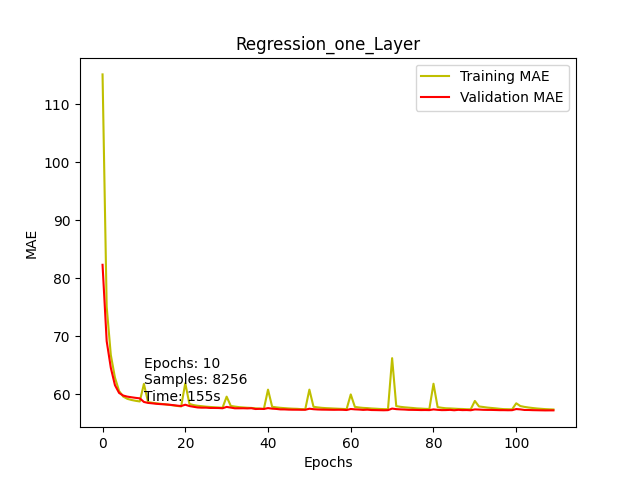 Regression_one_Layer
Training MAE
Validation MAE
MAE
110
100
90
80
70
60
Epochs: 10
Samples: 8256
Time: 155s
0
20
40
60
80
100
Epochs